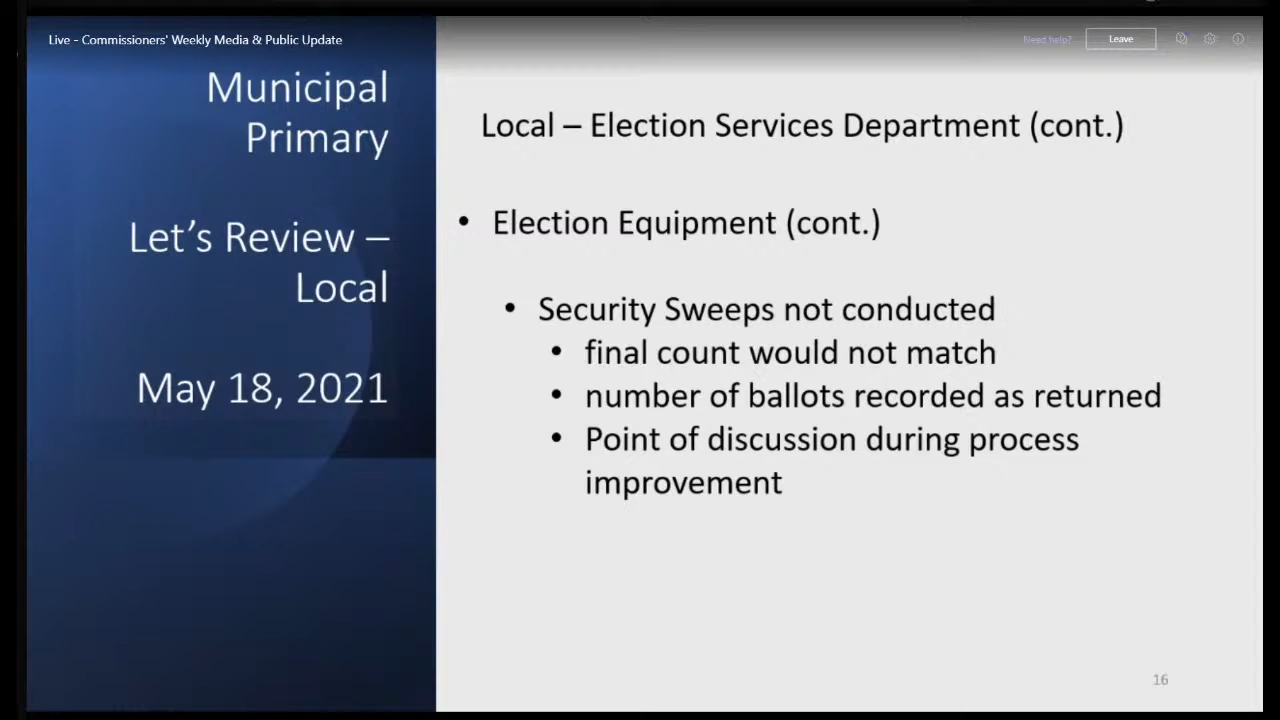 Live - Commissioners' Weekly Media & Public Update
Need help?
Leave
Municipal
Primary
Let's Review –
Local
May 18, 2021
Local – Election Services Department (cont.)
• Election Equipment (cont.)
• Security Sweeps not conducted
• final count would not match
• number of ballots recorded as returned
• Point of discussion during process
improvement
16